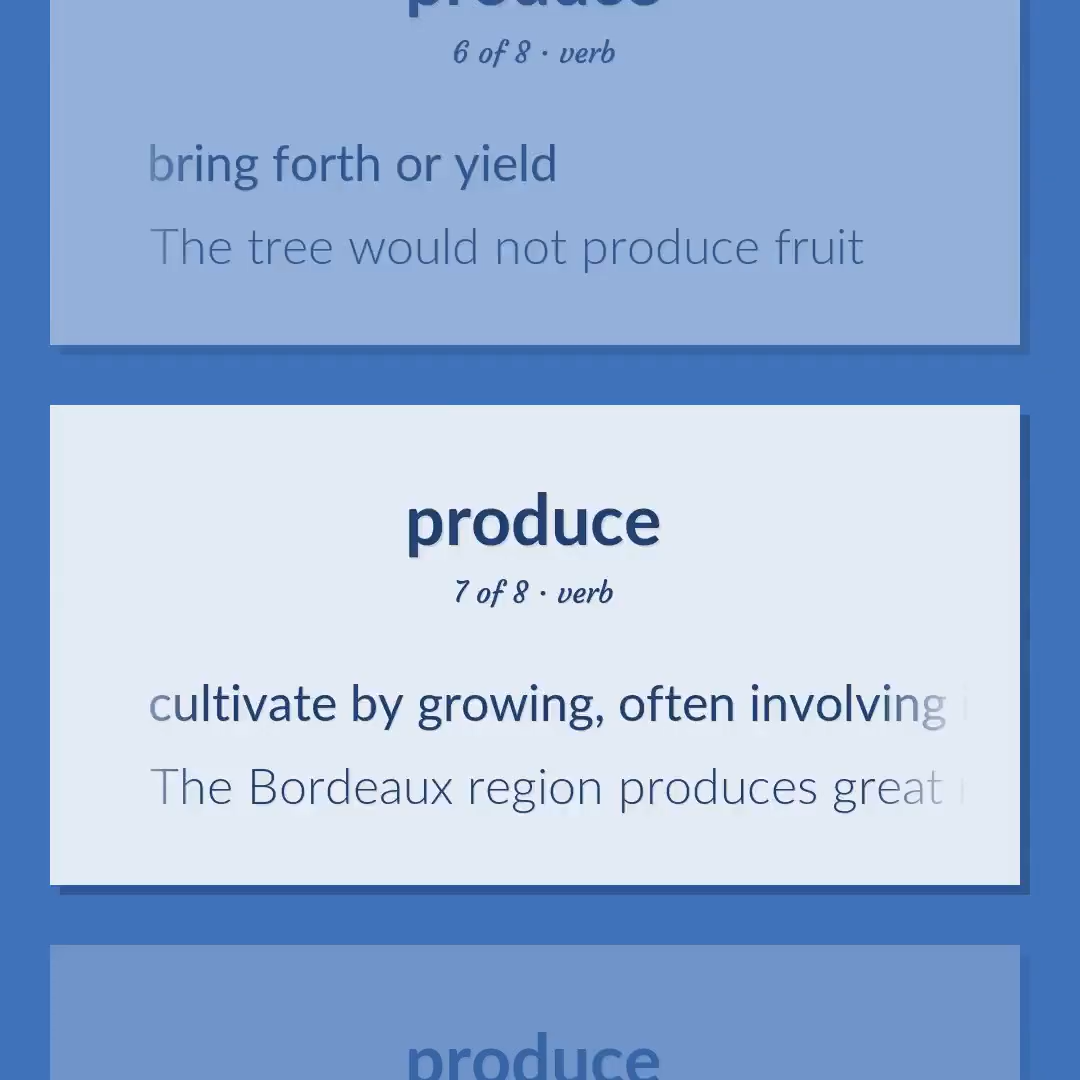 produce
6 of 8 · verb
bring forth or yield
The tree would not produce fruit
produce
7 of 8 · verb
cultivate by growing, often involving
The Bordeaux region produces great
produce